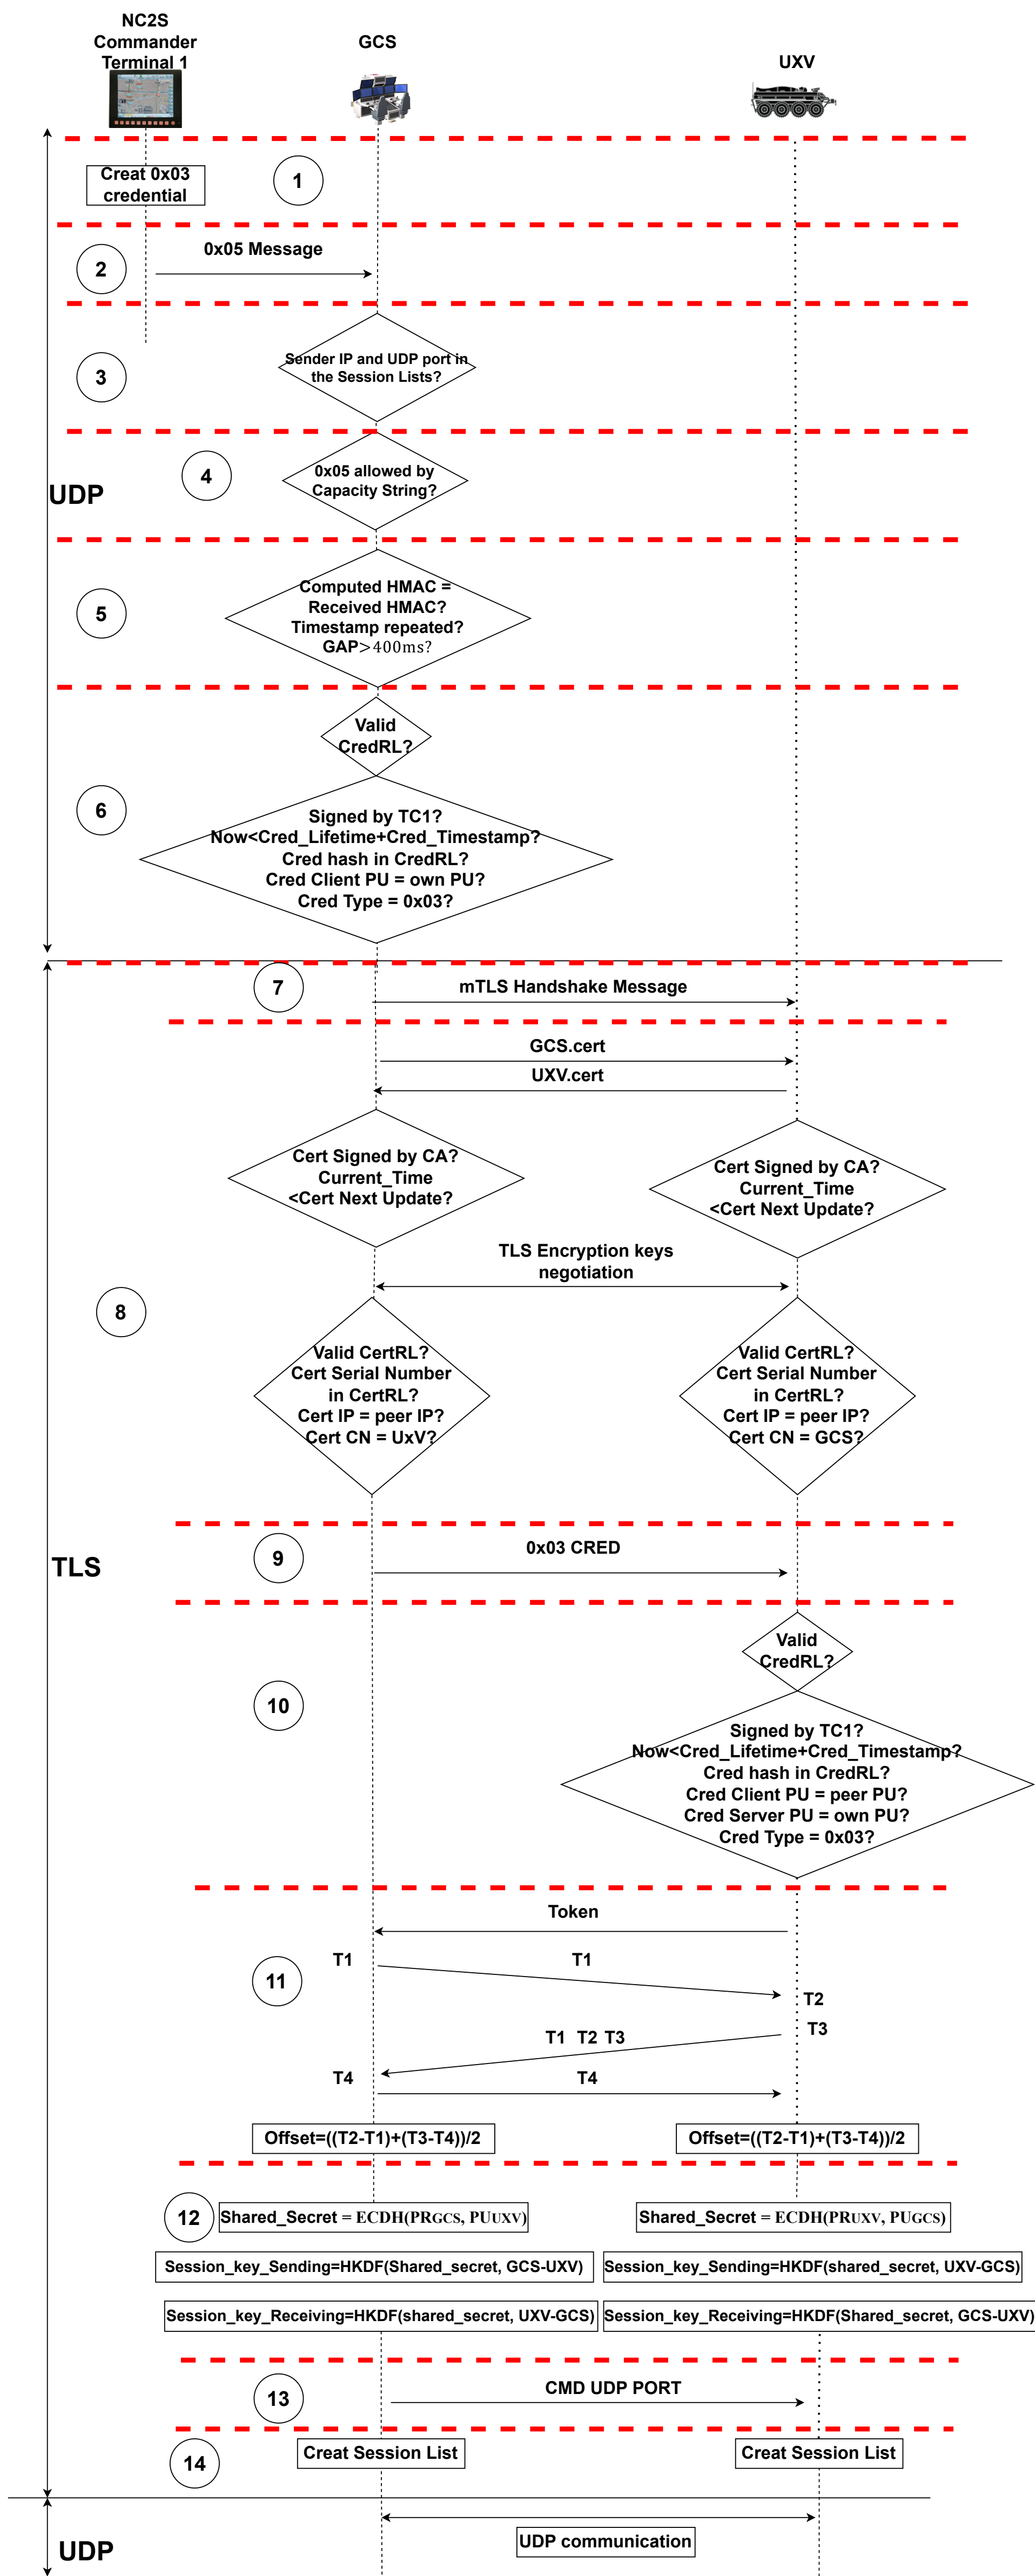 NC2S
Commander
Terminal 1
GCS
UXV
Creat 0x03
credential
1
2
0x05 Message
3
Sender IP and UDP port in
the Session Lists?
4
0x05 allowed by
Capacity String?
UDP
5
Computed HMAC =
Received HMAC?
Timestamp repeated?
GAP>400ms?
Valid
CredRL?
6
Signed by TC1?
Now<Cred_Lifetime+Cred_Timestamp?
Cred hash in CredRL?
Cred Client PU = own PU?
Cred Type = 0x03?
7
mTLS Handshake Message
GCS.cert
UXV.cert
Cert Signed by CA?
Current_Time
<Cert Next Update?
Cert Signed by CA?
Current_Time
<Cert Next Update?
TLS Encryption keys
negotiation
8
Valid CertRL?
Cert Serial Number
in CertRL?
Cert IP = peer IP?
Cert CN = UxV?
Valid CertRL?
Cert Serial Number
in CertRL?
Cert IP = peer IP?
Cert CN = GCS?
9
0x03 CRED
TLS
Valid
CredRL?
10
Signed by TC1?
Now<Cred_Lifetime+Cred_Timestamp?
Cred hash in CredRL?
Cred Client PU = peer PU?
Cred Server PU = own PU?
Cred Type = 0x03?
Token
11
T1
T1
T2
T3
T1 T2 T3
T4
T4
Offset=((T2-T1)+(T3-T4))/2
Offset=((T2-T1)+(T3-T4))/2
12
Shared_Secret = ECDH(PRGCS, PUUXV)
Shared_Secret = ECDH(PRUXV, PUGCS)
Session_key_Sending=HKDF(Shared_secret, GCS-UXV)
Session_key_Sending=HKDF(shared_secret, UXV-GCS)
Session_key_Receiving=HKDF(shared_secret, UXV-GCS)
Session_key_Receiving=HKDF(Shared_secret, GCS-UXV)
13
CMD UDP PORT
14
Creat Session List
Creat Session List
UDP
UDP communication